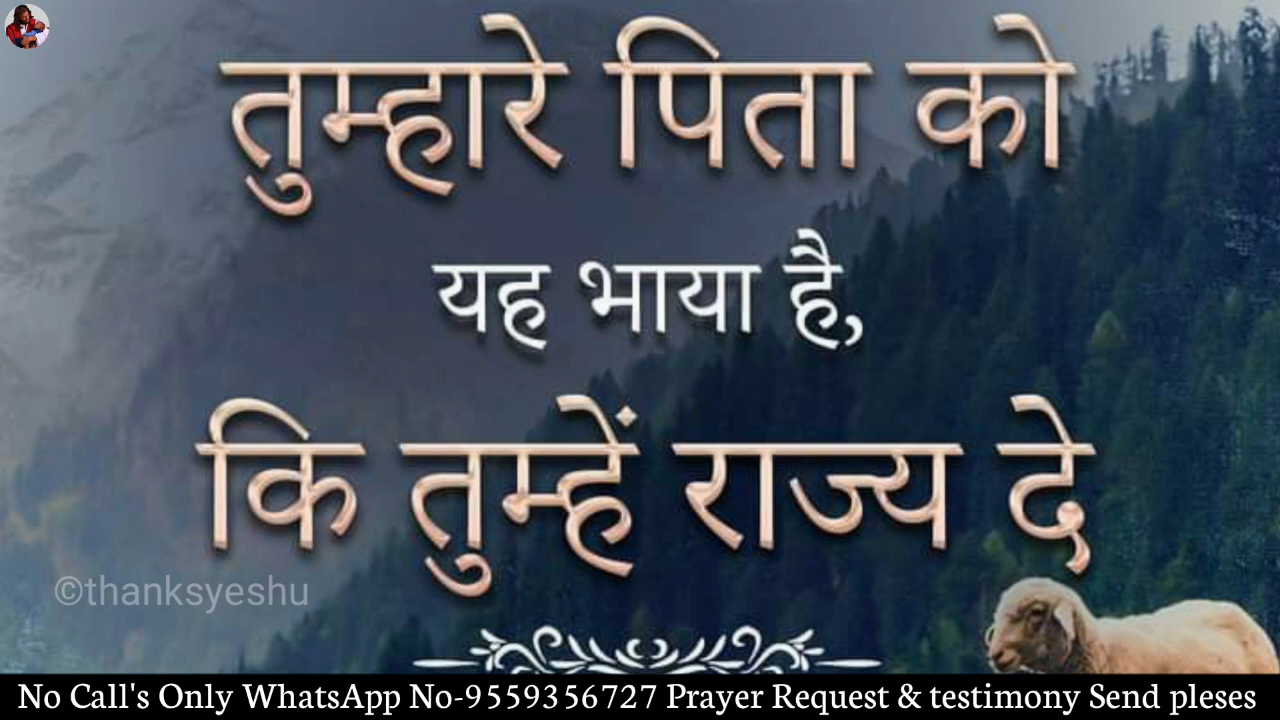 तुम्हारे पिता को
यह भाया है,
कि तुम्हें राज्य दे
©thanksyeshu
No Call's Only WhatsApp No-9559356727 Prayer Request & testimony Send pleses